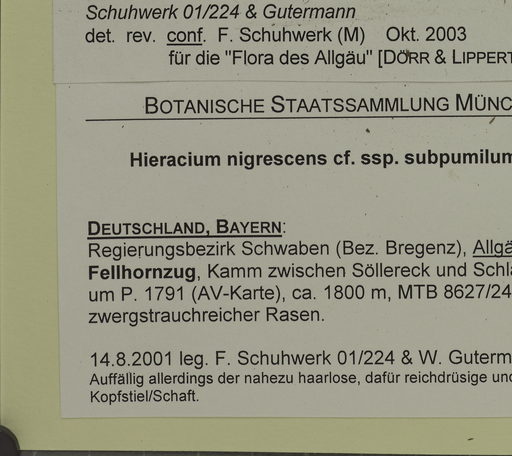 Schuhwerk 01/224 & Gutermann
det. rev. conf. F. Schuhwerk (M) Okt. 2003
für die "Flora des Allgäu" [DÖRR & LIPPERT
BOTANISCHE STAATSSAMMLUNG MÜNC
Hieracium nigrescens cf. ssp. subpumilum
DEUTSCHLAND, BAYERN:
Regierungsbezirk Schwaben (Bez. Bregenz), Allgä
Fellhornzug, Kamm zwischen Söllereck und Schla
um P. 1791 (AV-Karte), ca. 1800 m, MTB 8627/24
zwergstrauchreicher Rasen.
14.8.2001 leg. F. Schuhwerk 01/224 & W. Guterm
Auffällig allerdings der nahezu haarlose, dafür reichdrüsige und
Kopfstiel/Schaft.